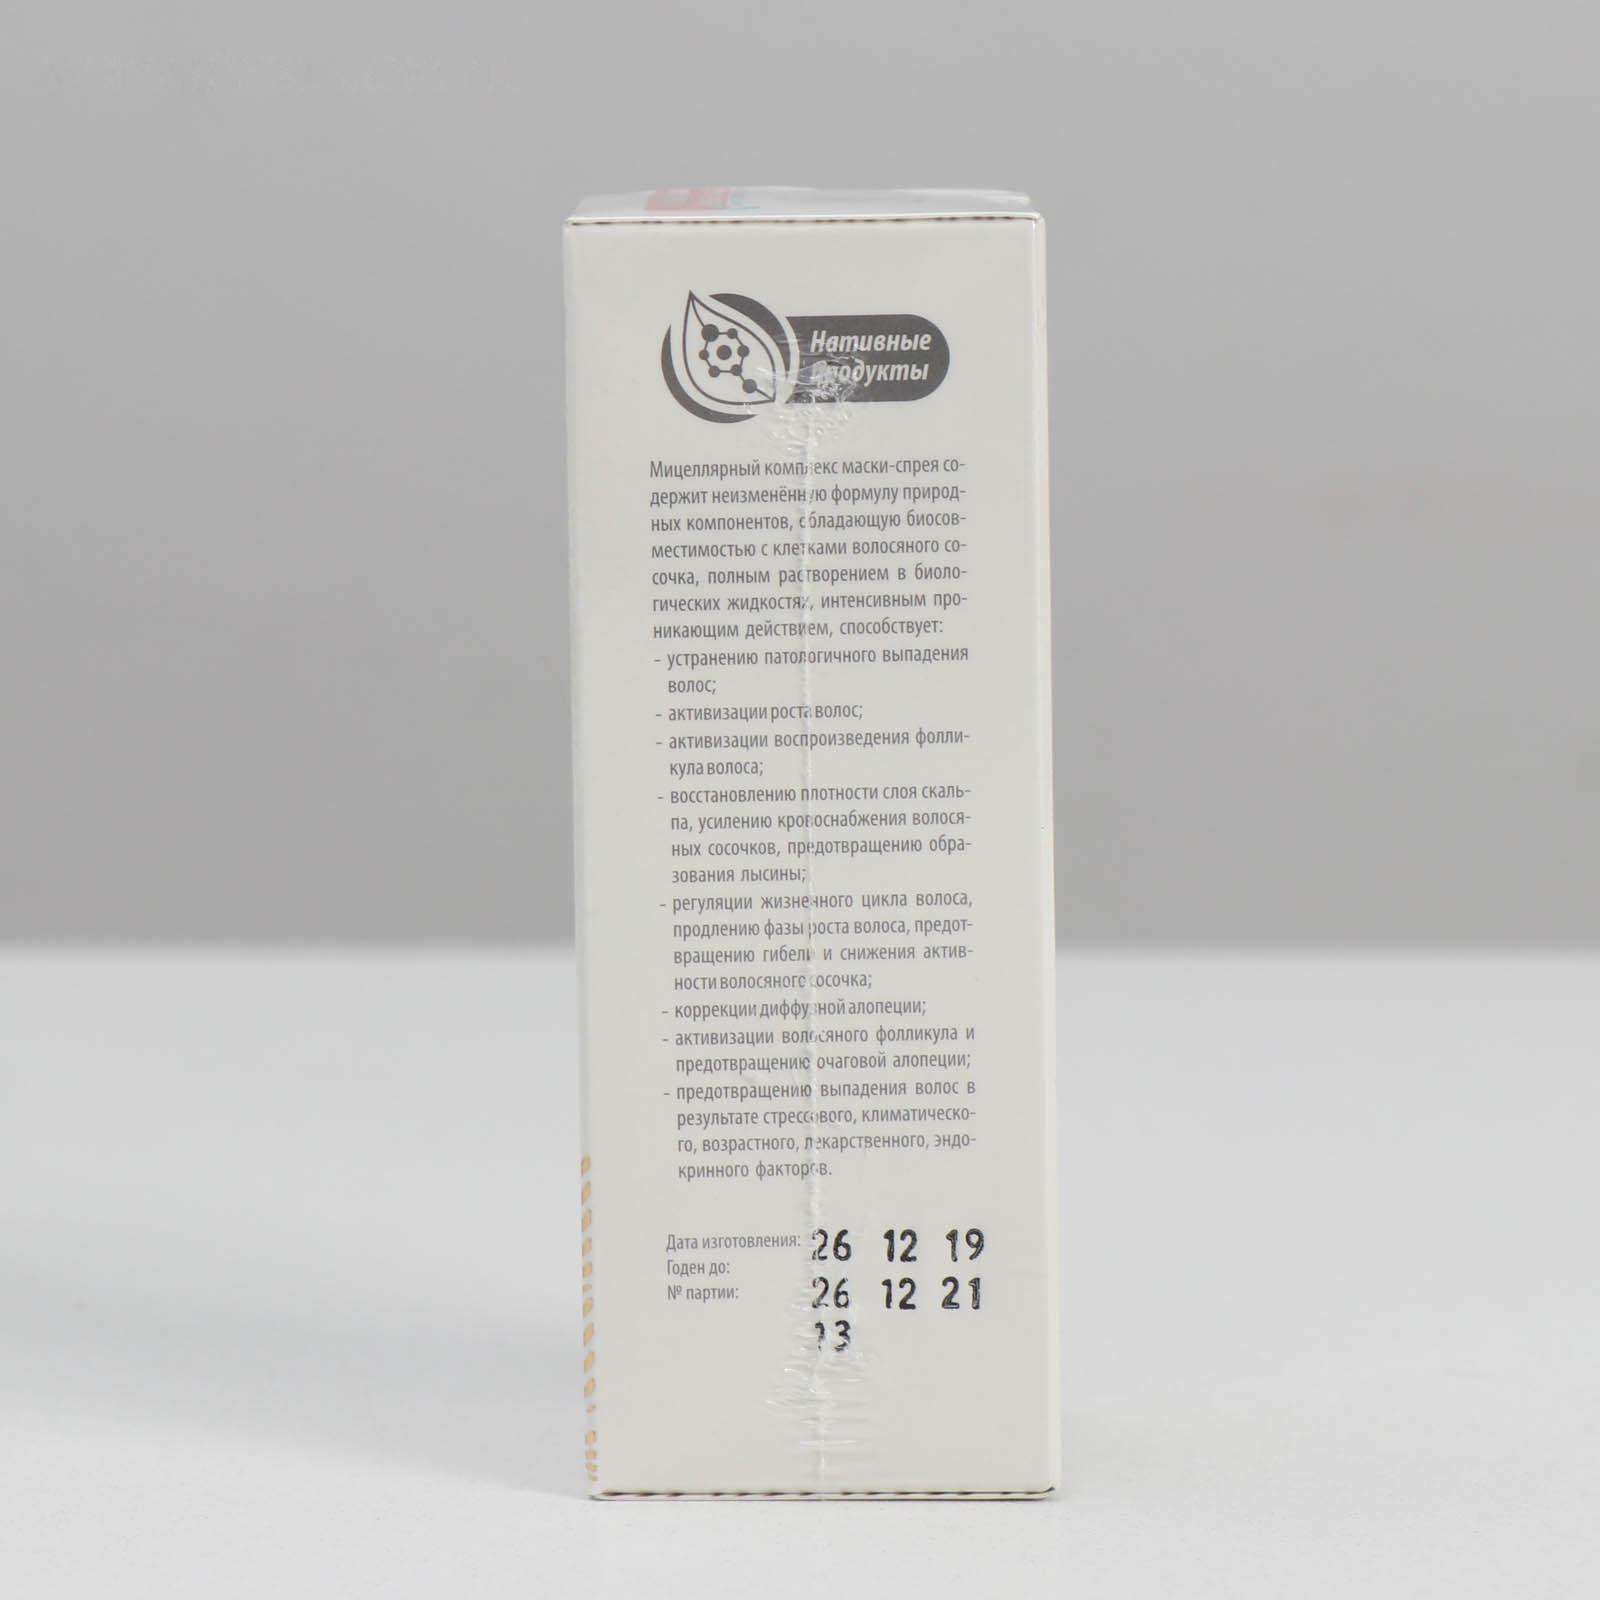 Нативные
продукты
Мицеллярный комплекс маски-спрея со-
держит неизменённую формулу природ-
ных компонентов, обладающую биосов-
местимостью с клетками волосяного со-
сочка, полным растворением в биоло-
гических жидкостях, интенсивным про-
никающим действием, способствует:
- устранению патологичного выпадения
волос;
- активизации роста волос;
- активизации воспроизведения фолли-
кула волоса;
- восстановлению плотности слоя скаль-
па, усилению кровоснабжения волося-
ных сосочков, предотвращению обра-
зования лысины;
- регуляции жизненного цикла волоса,
продлению фазы роста волоса, предот-
вращению гибели и снижения актив-
ности волосяного сосочка;
- коррекции диффузной алопеции;
- активизации волосяного фолликула и
предотвращению очаговой алопеции;
- предотвращению выпадения волос в
результате стрессового, климатическо-
го, возрастного, лекарственного, эндо-
кринного факторов.
Дата изготовления: 26 12 19
Годен до: 26 12 21
№ партии: 13